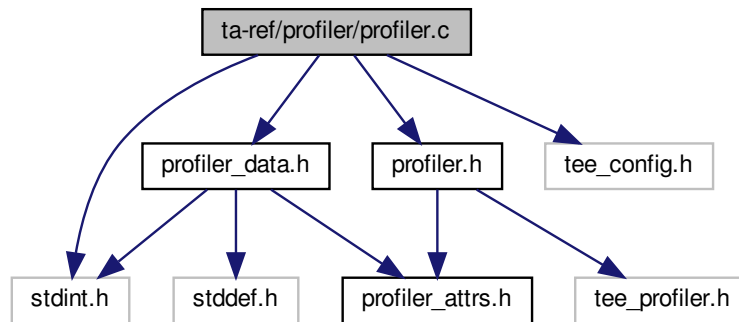 ta-ref/profiler/profiler.c
profiler_data.h
profiler.h
tee_config.h
stdint.h
stddef.h
profiler_attrs.h
tee_profiler.h